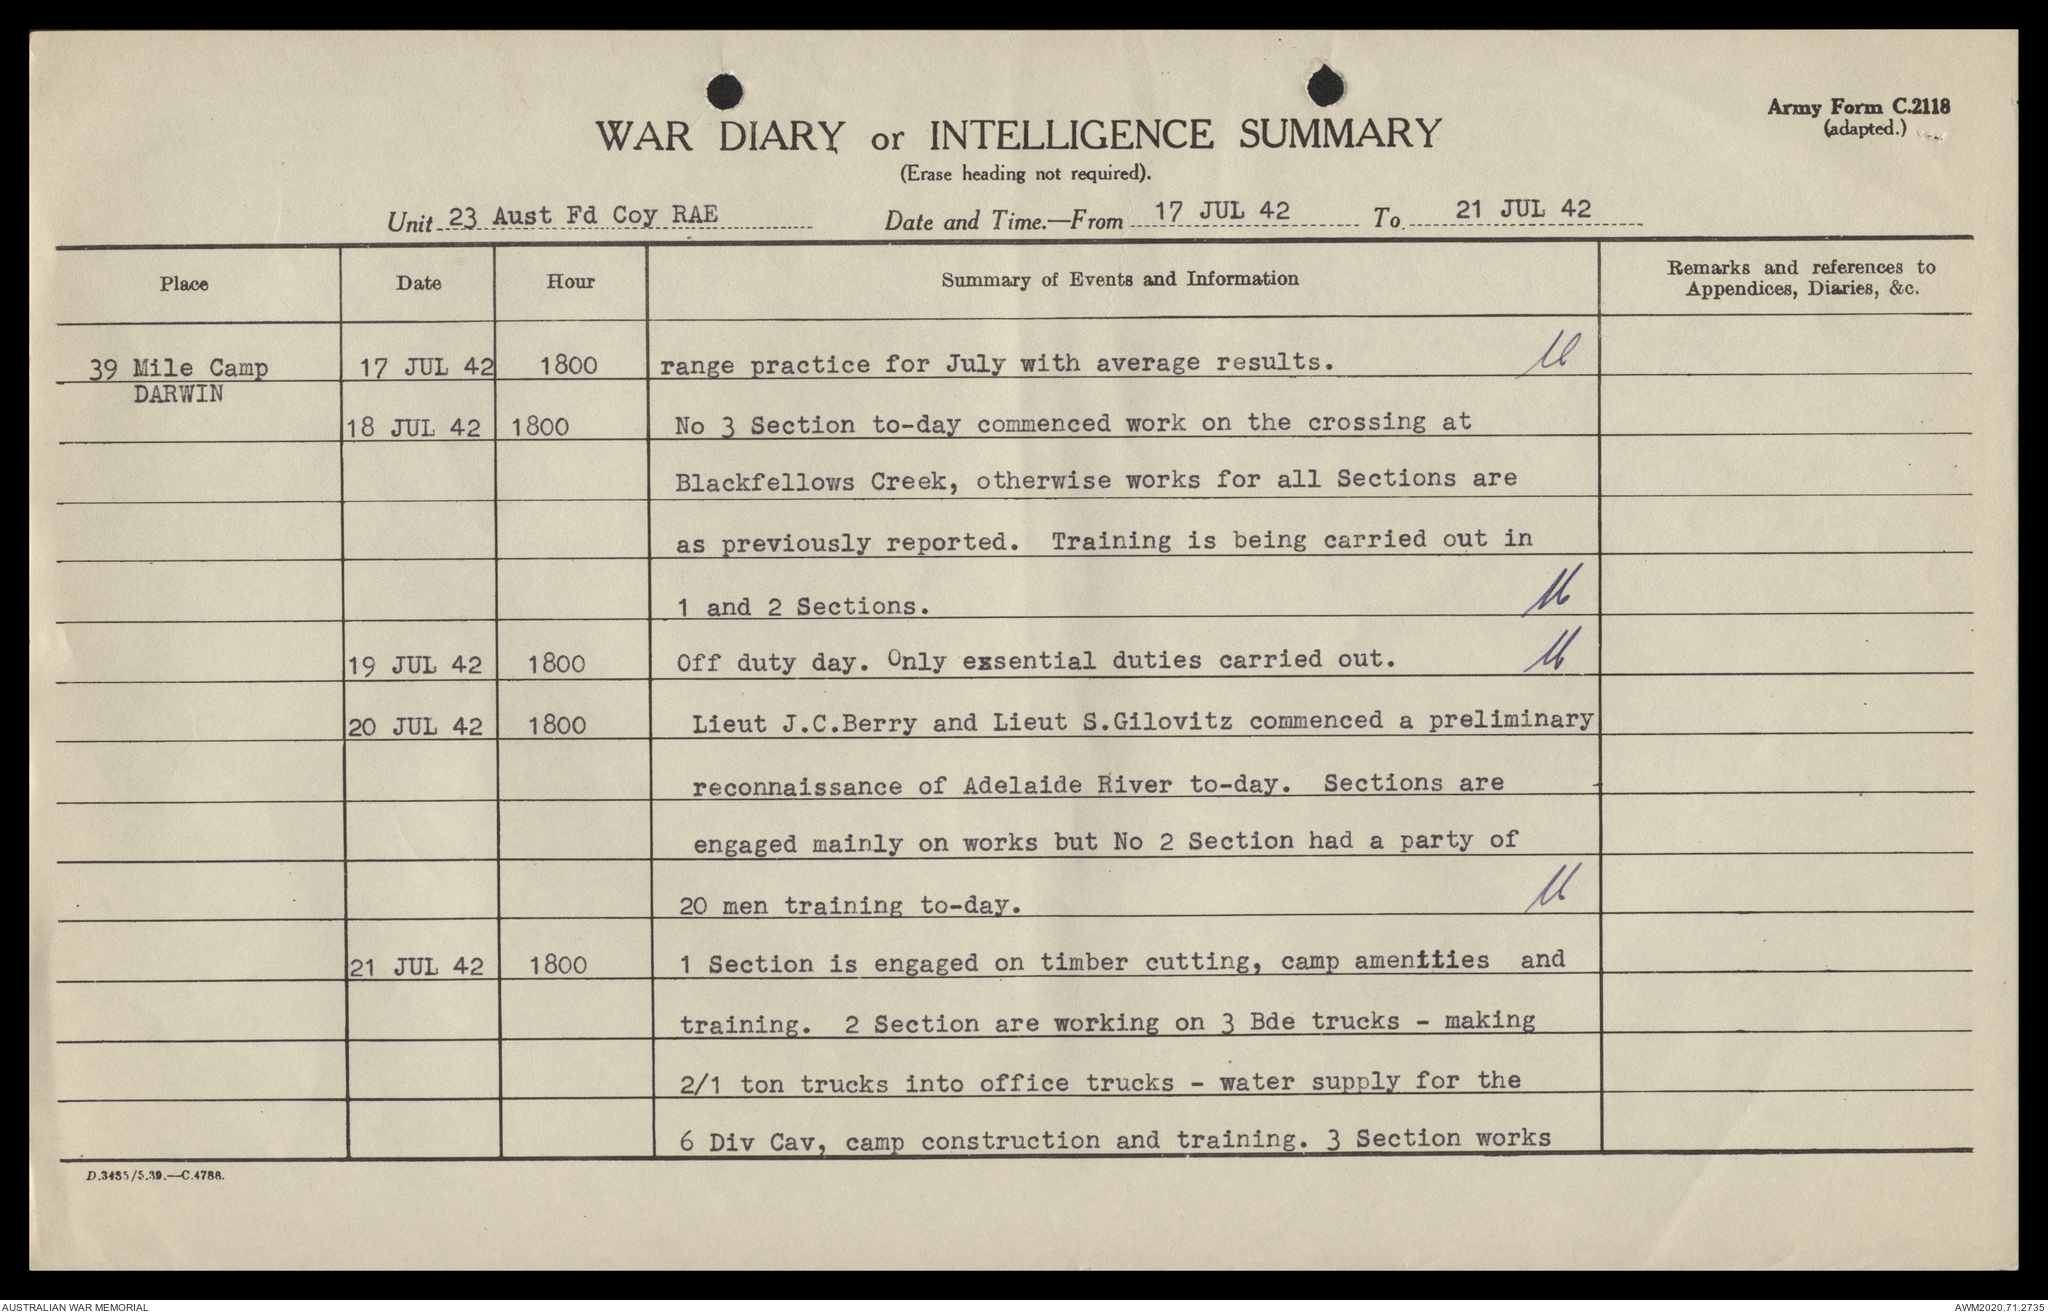 Army Form C.2118
(adapted.)
WAR DIARY or INTELLIGENCE SUMMARY
(Erase heading not required).
Unit 23 Aust Fd Coy RAE Date and Time.—From 17 JUL 42 To 21 JUL 42
Place Date Hour Summary of Events and Information Remarks and references to
Appendices, Diaries, &c.
39 Mile Camp 17 JUL 42 1800 range practice for July with average results.
DARWIN
18 JUL 42 1800 No 3 Section to-day commenced work on the crossing at
Blackfellows Creek, otherwise works for all Sections are
as previously reported. Training is being carried out in
1 and 2 Sections.
19 JUL 42 1800 Off duty day. Only essential duties carried out.
20 JUL 42 1800 Lieut J.C.Berry and Lieut S.Gilovitz commenced a preliminary
reconnaissance of Adelaide River to-day. Sections are
engaged mainly on works but No 2 Section had a party of
20 men training to-day.
21 JUL 42 1800 1 Section is engaged on timber cutting, camp amenities and
training. 2 Section are working on 3 Bde trucks - making
2/1 ton trucks into office trucks - water supply for the
6 Div Cav, camp construction and training. 3 Section works
D.3485/5.39.—C.4788.
AUSTRALIAN WAR MEMORIAL AWM2020.71.2735